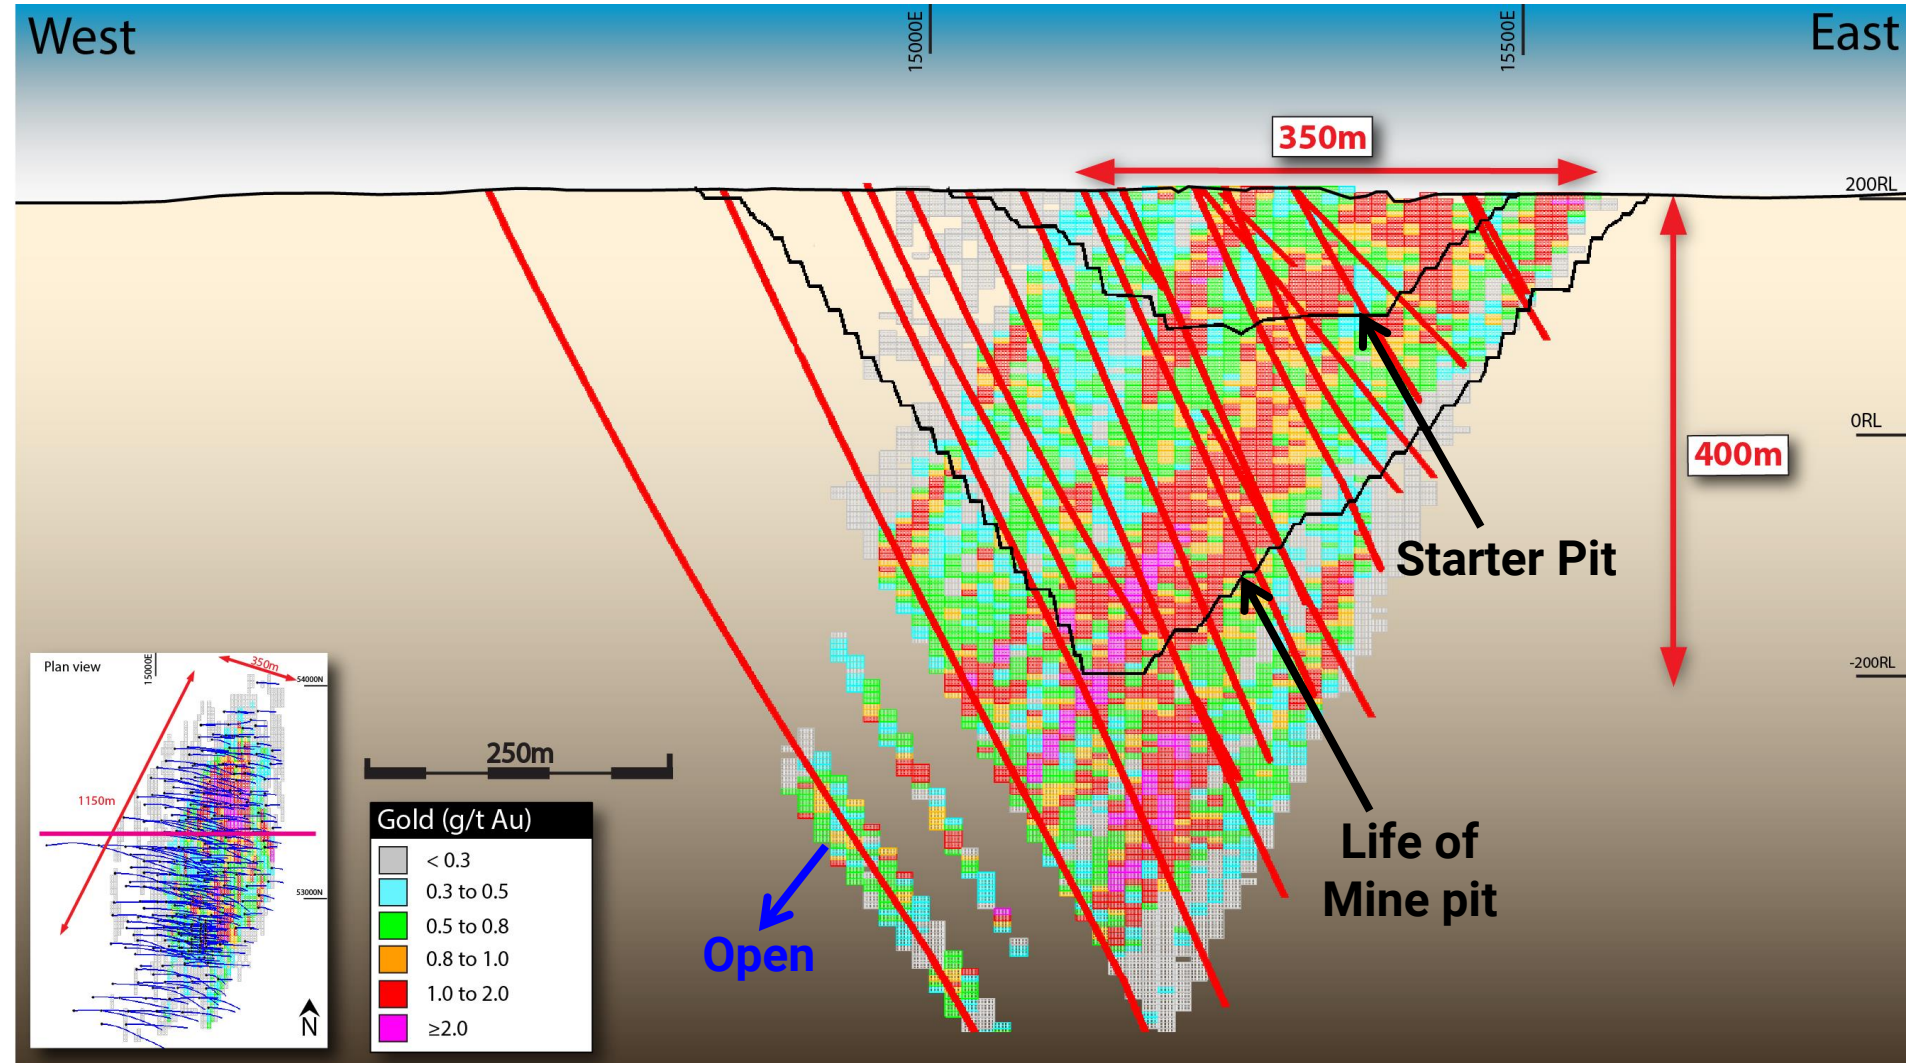 West
15000E
15500E
East
350m
200RL
0RL
400m
Starter Pit
-200RL
Plan view
15000E
350m
54000N
1150m
53000N
N
250m
Gold (g/t Au)
< 0.3
0.3 to 0.5
0.5 to 0.8
0.8 to 1.0
1.0 to 2.0
≥2.0
Open
Life of
Mine pit